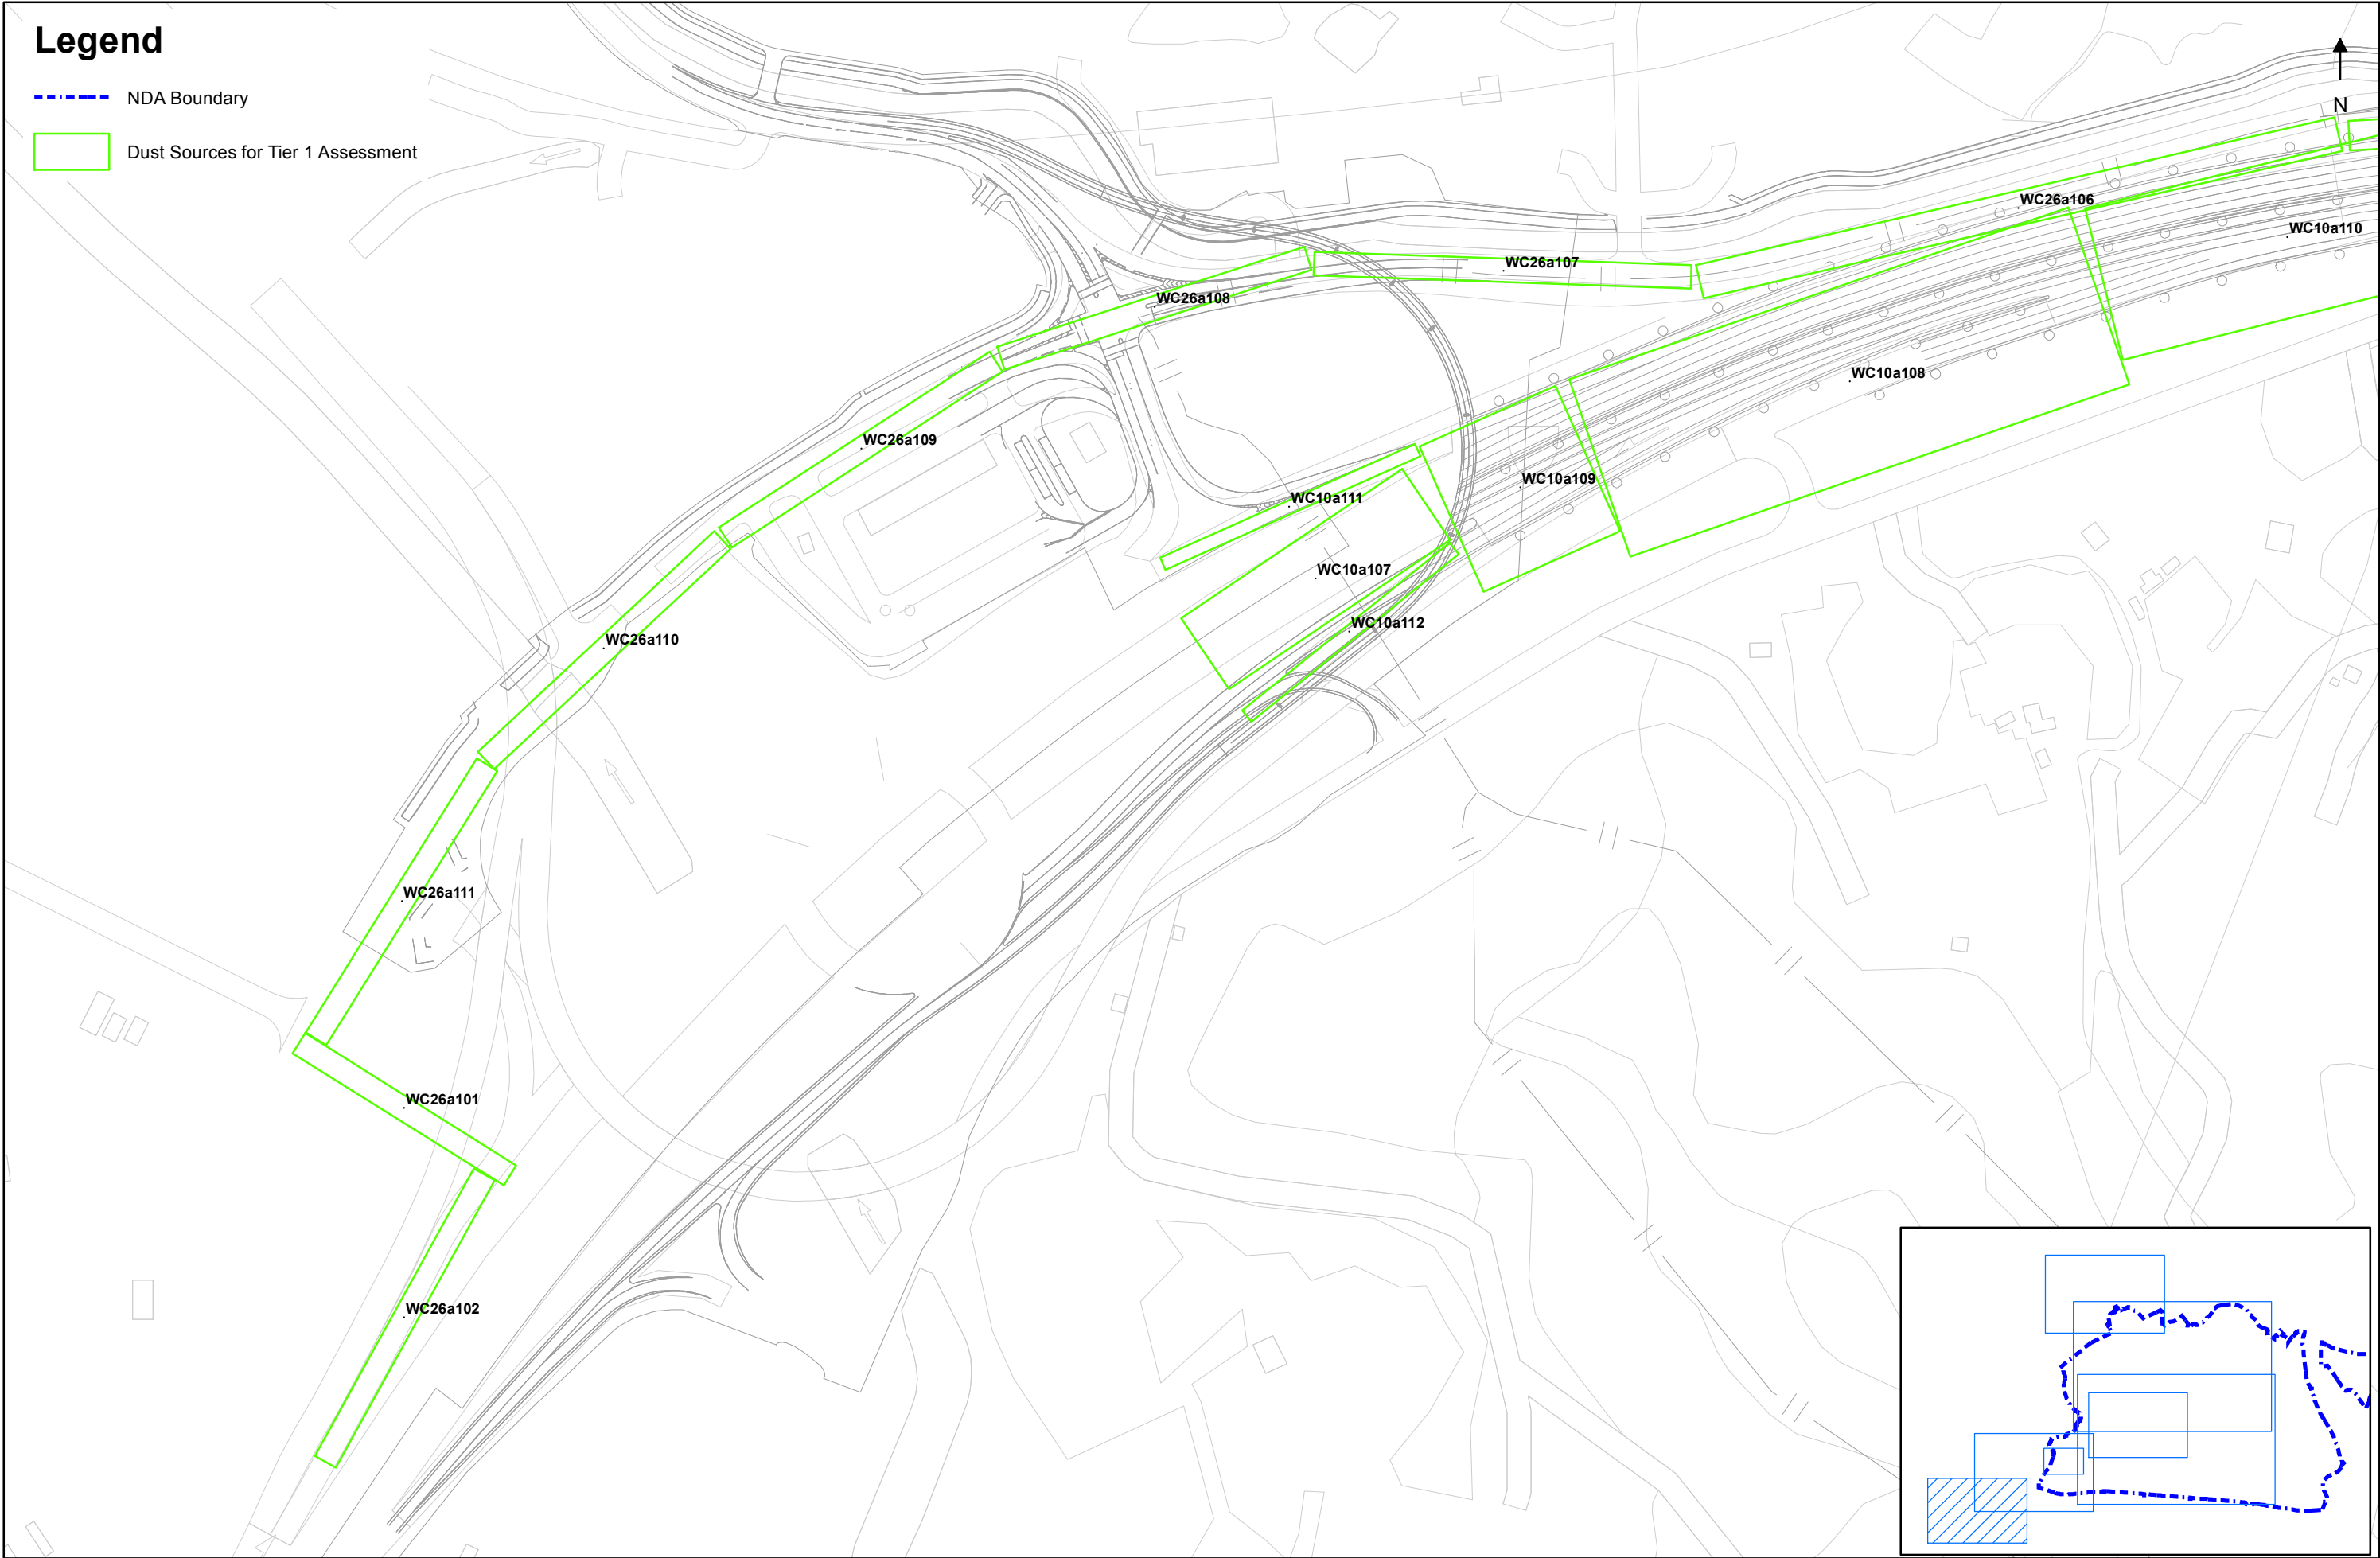 Legend
NDA Boundary
Dust Sources for Tier 1 Assessment
N
WC26a106
WC10a110
WC26a107
WC26a108
WC10a108
WC26a109
WC10a109
WC10a111
WC10a107
WC10a112
WC26a110
WC26a111
WC26a101
WC26a102